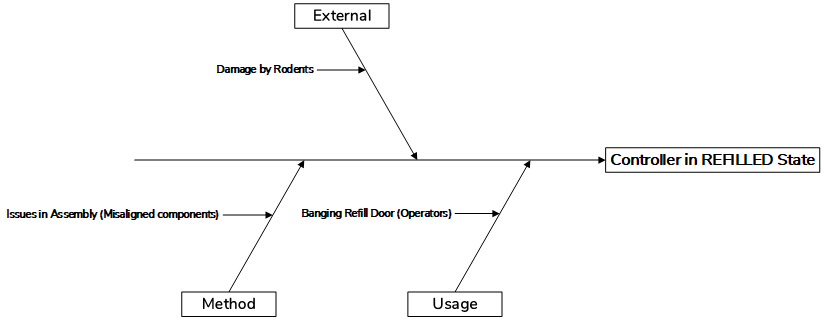 External
Damage by Rodents
Controller in REFILLED State
Issues in Assembly (Misaligned components)
Banging Refill Door (Operators)
Method
Usage